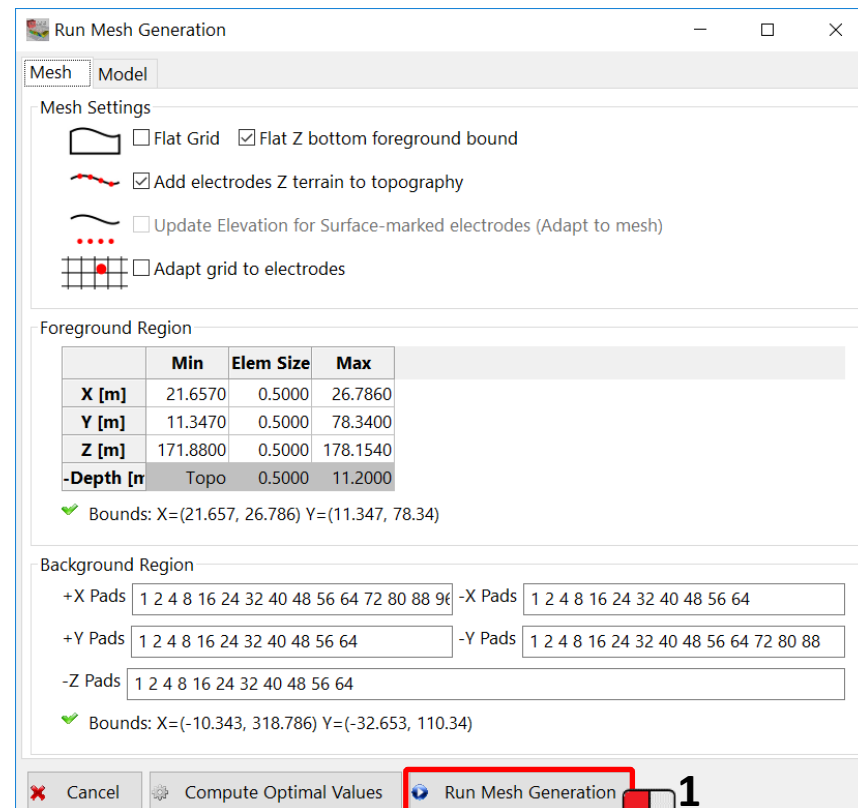 Run Mesh Generation
Mesh Model
Mesh Settings
Flat Grid Flat Z bottom foreground bound
Add electrodes Z terrain to topography
Update Elevation for Surface-marked electrodes (Adapt to mesh)
Adapt grid to electrodes
Foreground Region
Min Elem Size Max
X [m] 21.6570 0.5000 26.7860
Y [m] 11.3470 0.5000 78.3400
Z [m] 171.8800 0.5000 178.1540
-Depth [m Topo 0.5000 11.2000
Bounds: X=(21.657, 26.786) Y=(11.347, 78.34)
Background Region
+X Pads 1 2 4 8 16 24 32 40 48 56 64 72 80 88 96 -X Pads 1 2 4 8 16 24 32 40 48 56 64
+Y Pads 1 2 4 8 16 24 32 40 48 56 64 -Y Pads 1 2 4 8 16 24 32 40 48 56 64 72 80 88
-Z Pads 1 2 4 8 16 24 32 40 48 56 64
Bounds: X=(-10.343, 318.786) Y=(-32.653, 110.34)
Cancel Compute Optimal Values Run Mesh Generation 1